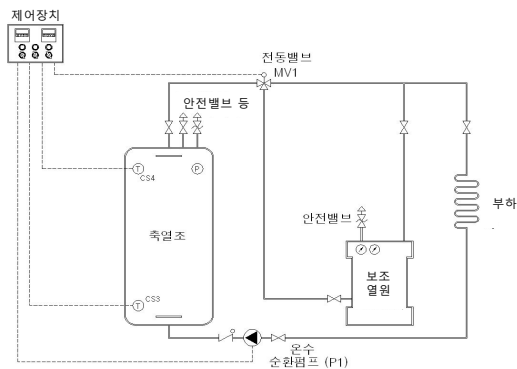 제어장치
전동밸브
MV1
안전밸브 등
T
CS4
P
축열조
안전밸브
부하
보조
열원
T
CS3
온수
순환펌프 (P1)